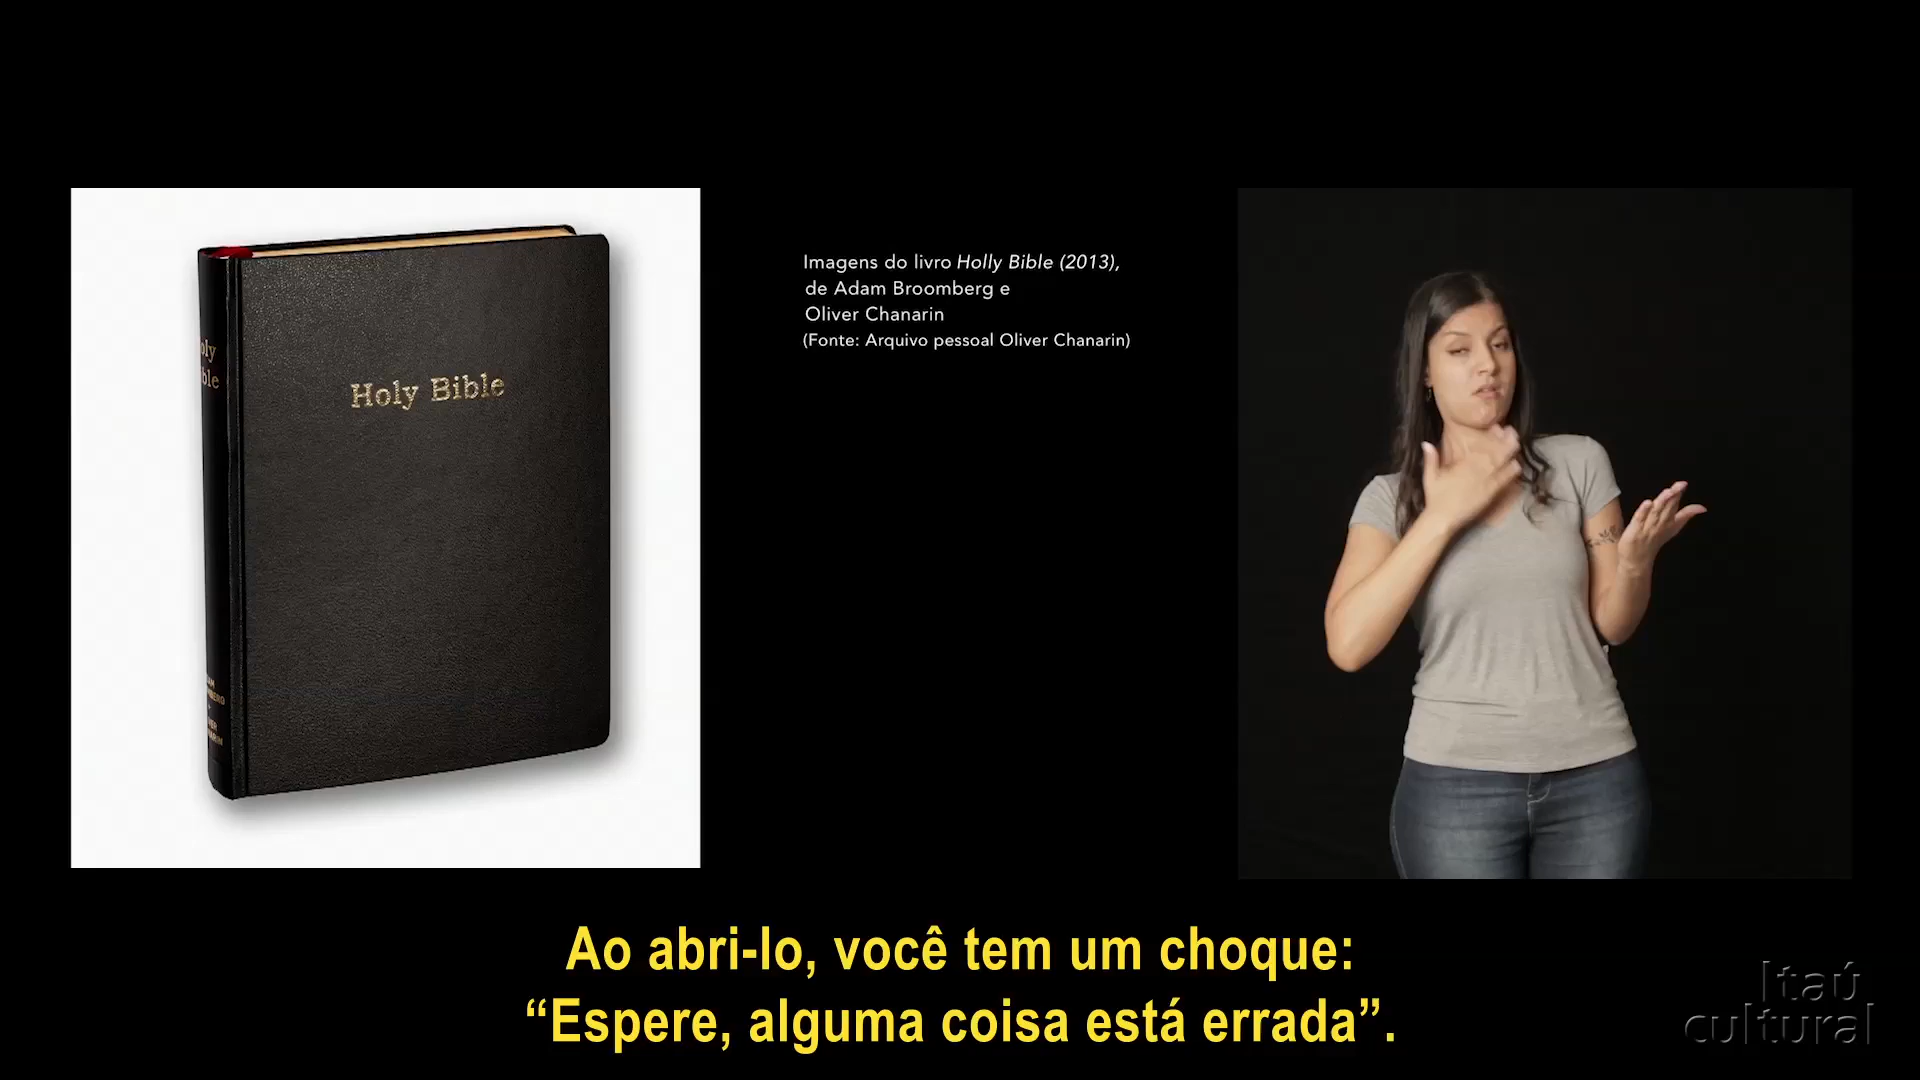 Holy Bible
Imagens do livro Holly Bible (2013),
de Adam Broomberg e
Oliver Chanarin
(Fonte: Arquivo pessoal Oliver Chanarin)
Ao abri-lo, você tem um choque:
“Espere, alguma coisa está errada”.
Itaú
cultural